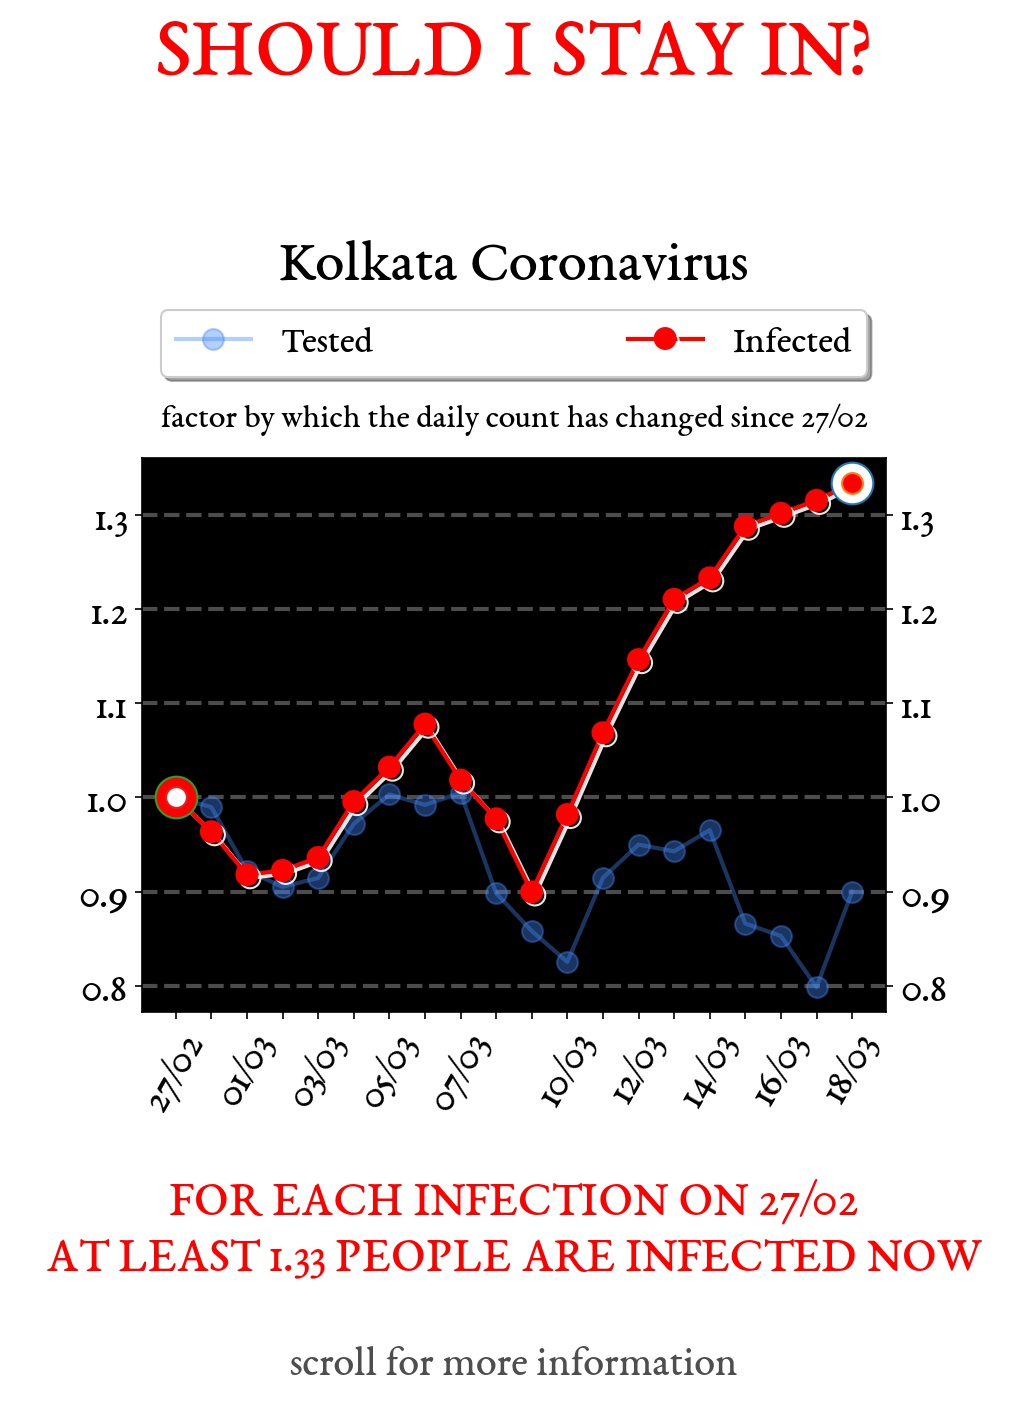 SHOULD I STAY IN?
Kolkata Coronavirus
Tested Infected
factor by which the daily count has changed since 27/02
1.3 1.3
1.2 1.2
1.1 1.1
1.0 1.0
0.9 0.9
0.8 0.8
27/02 01/03 03/03 05/03 07/03 10/03 12/03 14/03 16/03 18/03
FOR EACH INFECTION ON 27/02
AT LEAST 1.33 PEOPLE ARE INFECTED NOW
scroll for more information